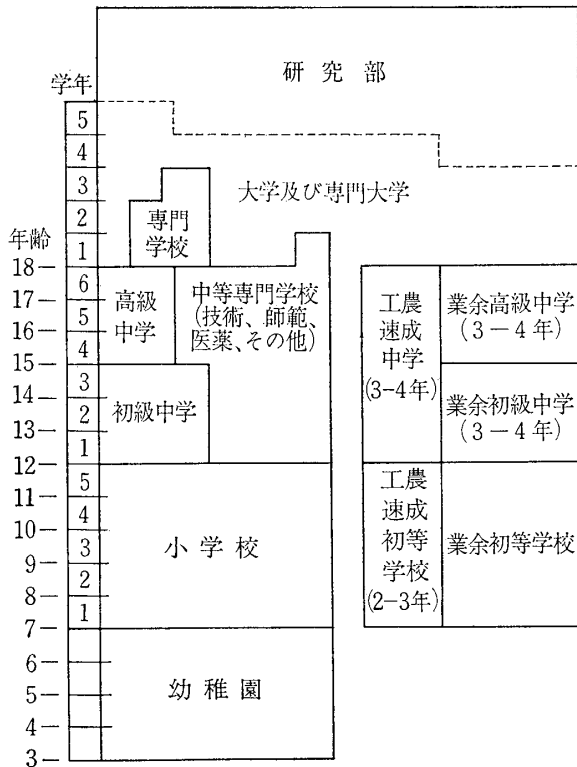 研究部
学年
5
4
3
2
1
大学及び専門大学
専門
学校
年齢
18
17
16
15
14
13
12
11
10
9
8
7
6
5
4
3
6
5
4
3
2
1
5
4
3
2
1
高級
中学
中等専門学校
(技術、師範、
医薬、その他)
初級中学
小学校
幼稚園
工農
速成
中学
(3-4年)
業余高級中学
(3-4年)
業余初級中学
(3-4年)
工農
速成
初等
学校
(2-3年)
業余初等学校